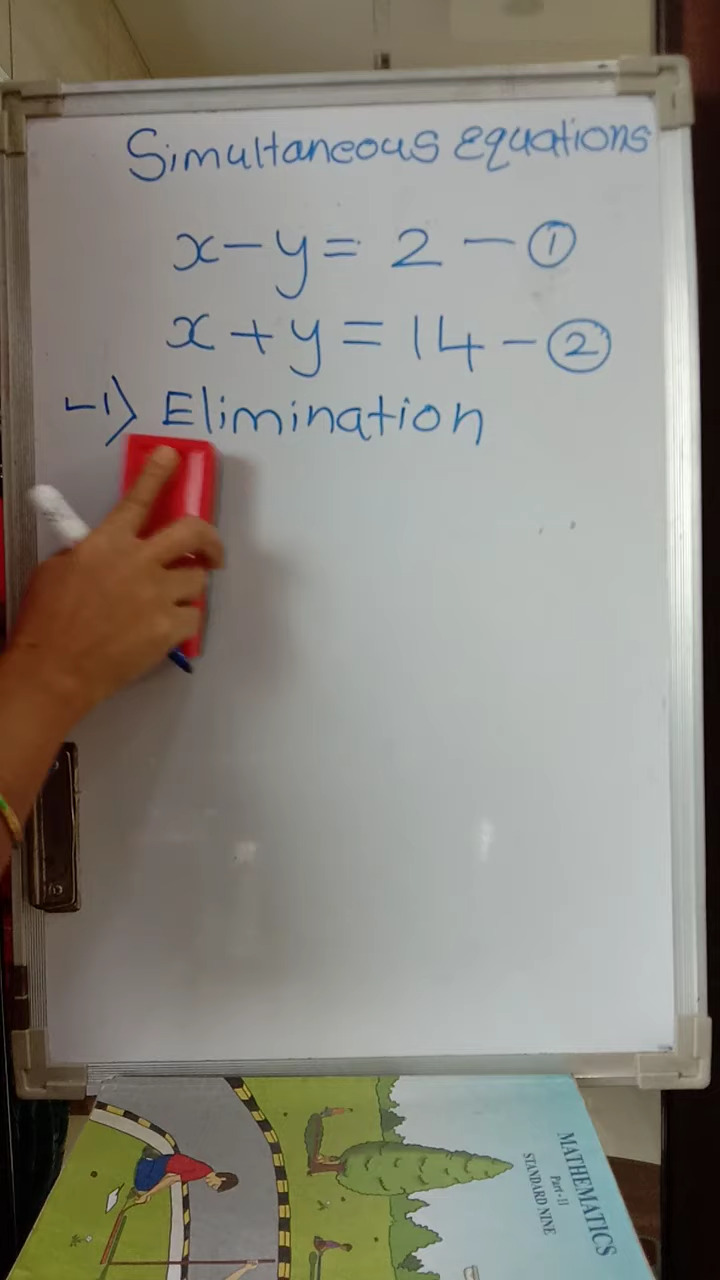 Simultaneous equations
x - y = 2 - ①
x + y = 14 - ②
-1) Elimination
MATHEMATICS
Part - II
STANDARD NINE